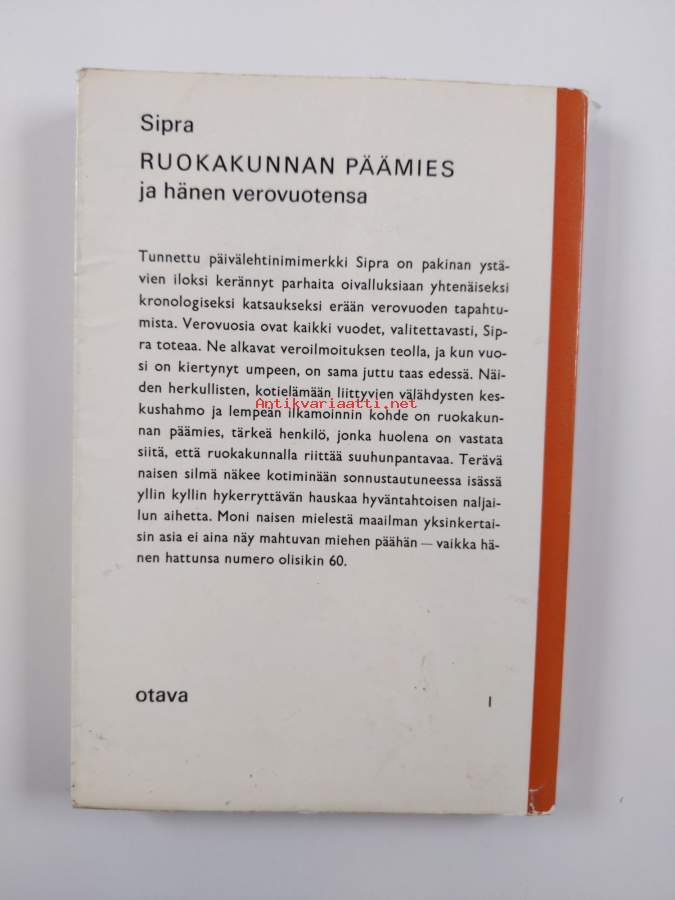 Sipra
RUOKAKUNNAN PÄÄMIES
ja hänen verovuotensa
Tunnettu päivälehtinimimerkki Sipra on pakinan ystä-
vien iloksi kerännyt parhaita oivalluksiaan yhtenäiseksi
kronologiseksi katsaukseksi erään verovuoden tapahtu-
mista. Verovuosia ovat kaikki vuodet, valitettavasti, Sip-
ra toteaa. Ne alkavat veroilmoituksen teolla, ja kun vuo-
si on kiertynyt umpeen, on sama juttu taas edessä. Näi-
den herkullisten, kotielämään liittyvien välähdysten kes-
Antikvariaatti.net
kushahmo ja lempeän ilkamoinnin kohde on ruokakun-
nan päämies, tärkeä henkilö, jonka huolena on vastata
siitä, että ruokakunnalla riittää suuhunpantavaa. Terävä
naisen silmä näkee kotiminään sonnustautuneessa isässä
yllin kyllin hykerryttävän hauskaa hyväntahtoisen naljai-
lun aihetta. Moni naisen mielestä maailman yksinkertai-
sin asia ei aina näy mahtuvan miehen päähän — vaikka hä-
nen hattunsa numero olisikin 60.
otava
I